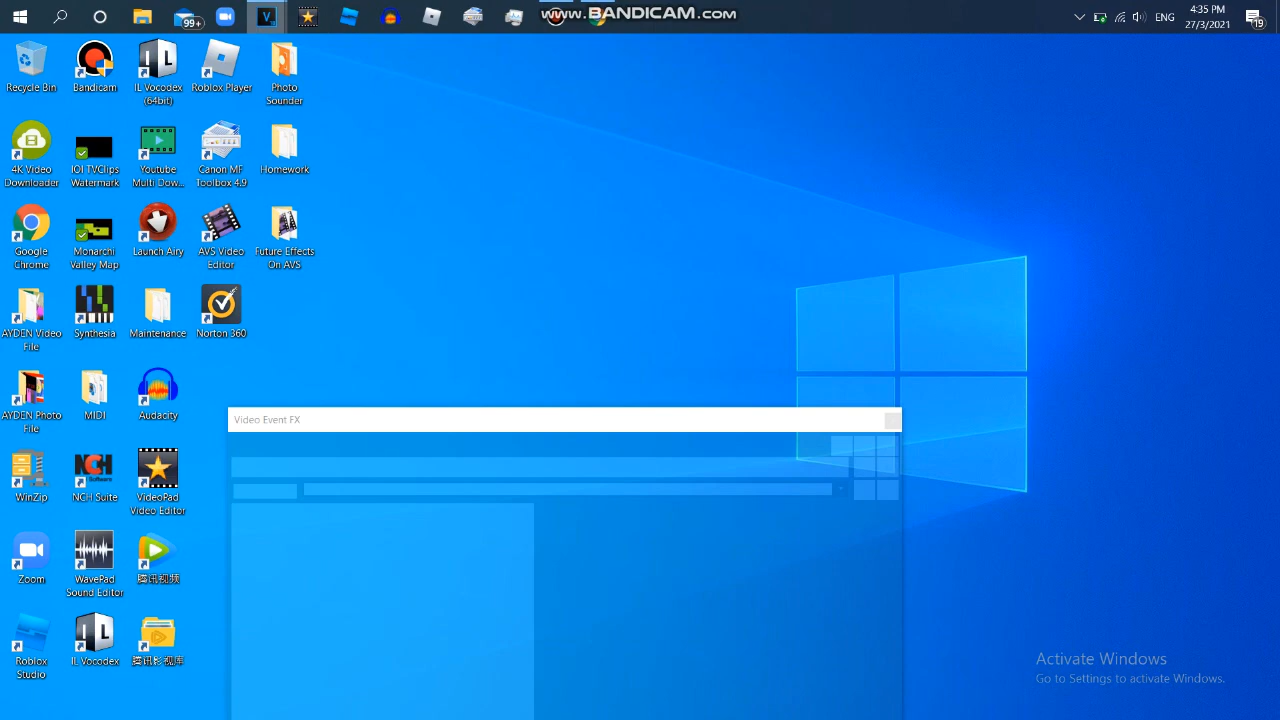 99+
www.BANDICAM.com
ENG
4:35 PM
27/3/2021
19
Recycle Bin
Bandicam
IL Vocodex
(64bit)
Roblox Player
Photo
Sounder
4K Video
Downloader
IOI TVClips
Watermark
Youtube
Multi Dow...
Canon MF
Toolbox 4.9
Homework
Google
Chrome
Monarchi
Valley Map
Launch Airy
AVS Video
Editor
Future Effects
On AVS
AYDEN Video
File
Synthesia
Maintenance
Norton 360
AYDEN Photo
File
MIDI
Audacity
Video Event FX
WinZip
NCH Suite
VideoPad
Video Editor
Zoom
WavePad
Sound Editor
腾讯视频
Roblox
Studio
IL Vocodex
腾讯影视库
Activate Windows
Go to Settings to activate Windows.